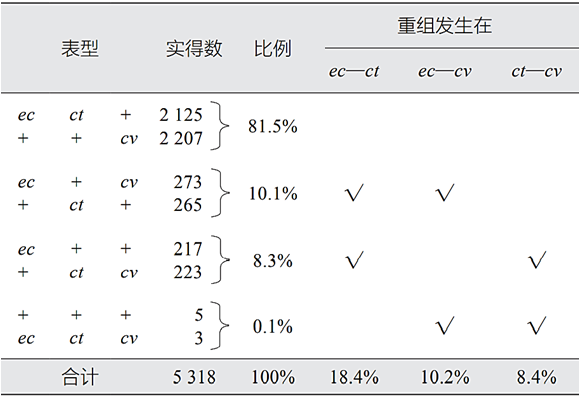 表型 实得数 比例 重组发生在
ec—ct ec—cv ct—cv
ec ct + 2 125
+ + cv 2 207
81.5%
ec + cv 273
+ ct + 265
10.1% √ √
ec + + 217
+ ct cv 223
8.3% √ √
+ + + 5
ec ct cv 3
0.1% √ √
合计 5 318 100% 18.4% 10.2% 8.4%